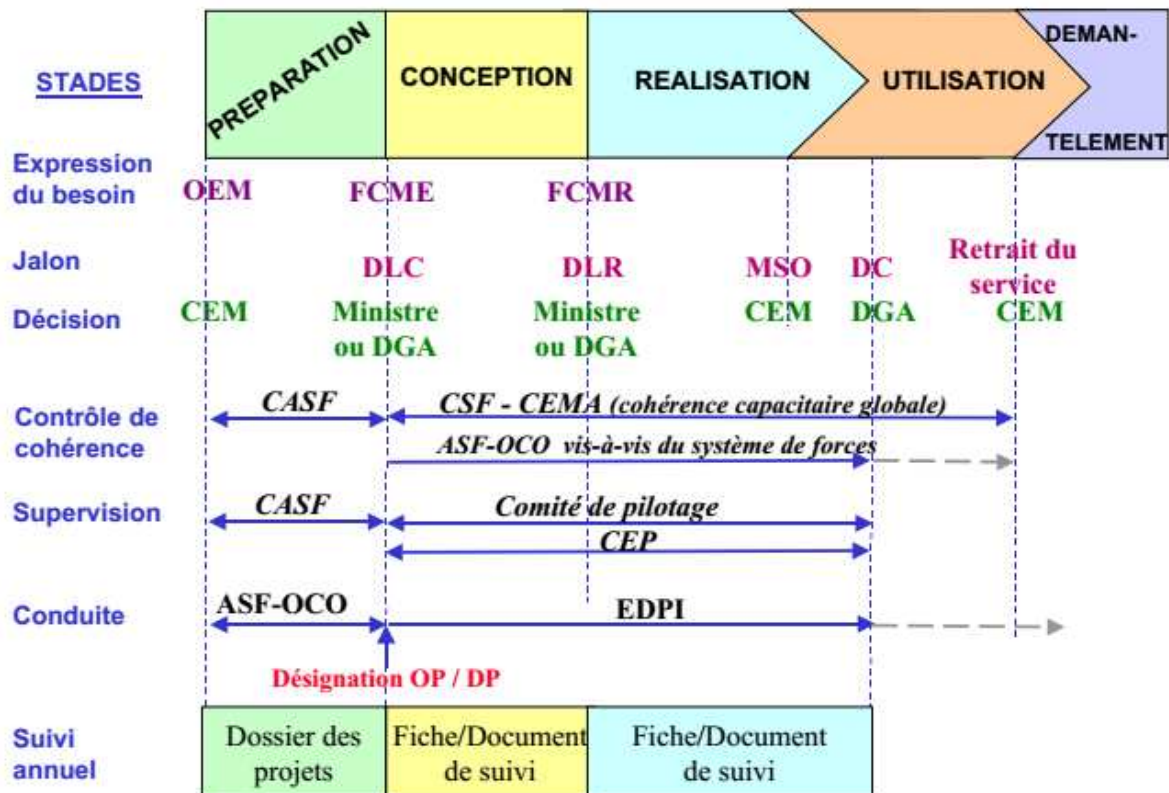 STADES
PREPARATION
CONCEPTION
REALISATION
UTILISATION
DEMAN-
TELEMENT
Expression
du besoin
OEM
FCME
FCMR
Jalon
DLC
DLR
MSO
DC
Retrait du
service
Décision
CEM
Ministre
ou DGA
Ministre
ou DGA
CEM
DGA
CEM
Contrôle de
cohérence
CASF
CSF - CEMA (cohérence capacitaire globale)
ASF-OCO vis-à-vis du système de forces
Supervision
CASF
Comité de pilotage
CEP
Conduite
ASF-OCO
EDPI
Désignation OP / DP
Suivi
annuel
Dossier des
projets
Fiche/Document
de suivi
Fiche/Document
de suivi